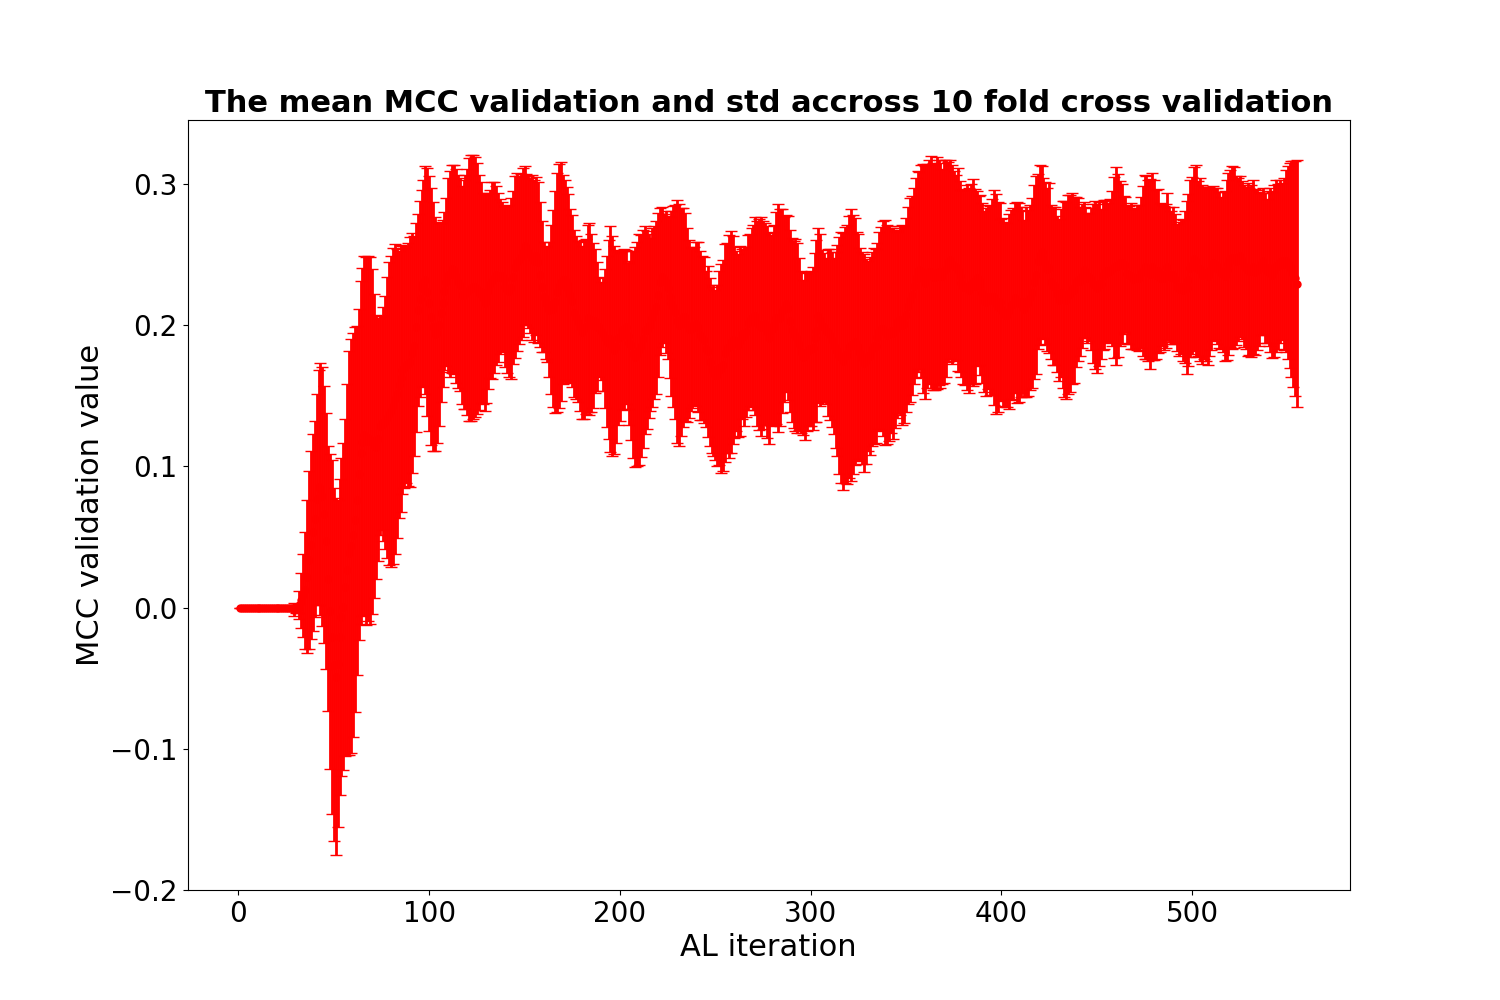 The mean MCC validation and std accross 10 fold cross validation
0.3
0.2
0.1
0.0
−0.1
−0.2
MCC validation value
0 100 200 300 400 500
AL iteration